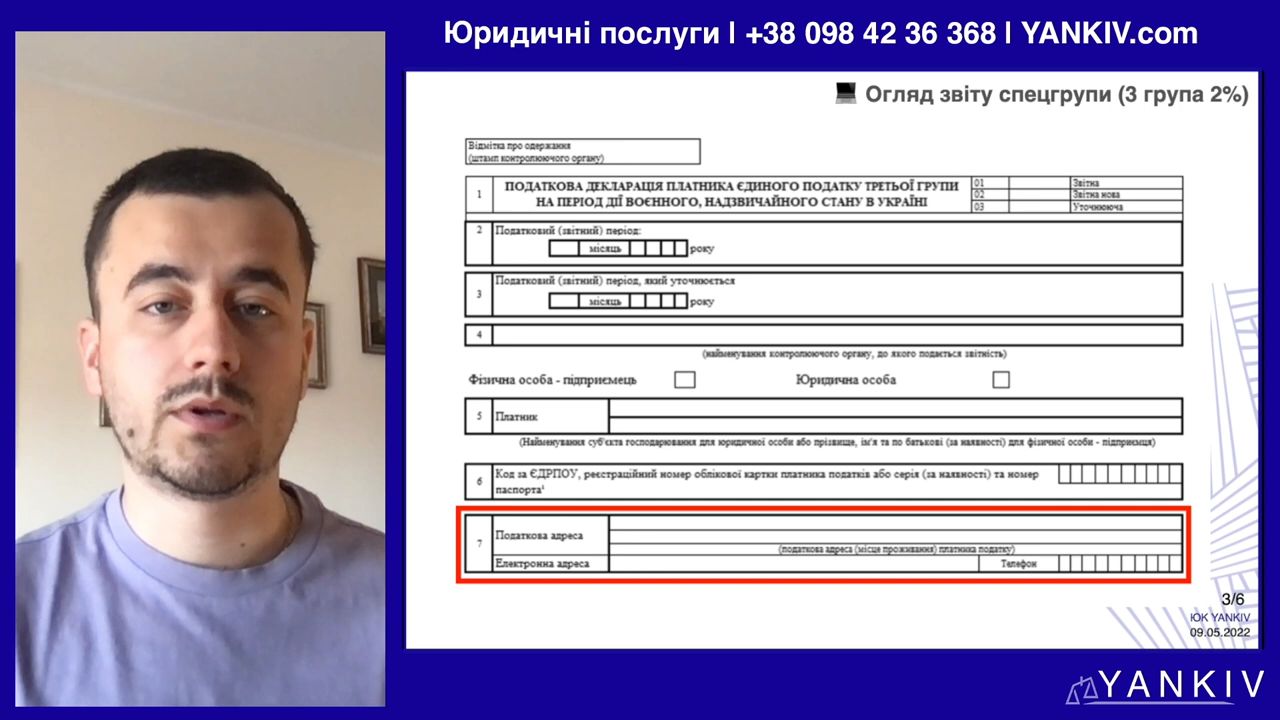 Юридичні послуги | +38 098 42 36 368 | YANKIV.com
Огляд звіту спецгрупи (3 група 2%)
Відмітка про одержання
(штамп контролюючого органу)
1
ПОДАТКОВА ДЕКЛАРАЦІЯ ПЛАТНИКА ЄДИНОГО ПОДАТКУ ТРЕТЬОЇ ГРУПИ
НА ПЕРІОД ДІЇ ВОЄННОГО, НАДЗВИЧАЙНОГО СТАНУ В УКРАЇНІ
01 Звітна
02 Звітна нова
03 Уточнююча
2 Податковий (звітний) період:
місяць року
3 Податковий (звітний) період, який уточнюється
місяць року
4
(найменування контролюючого органу, до якого подається звітність)
Фізична особа - підприємець Юридична особа
5 Платник
(Найменування суб'єкта господарювання для юридичної особи або прізвище, ім'я та по батькові (за наявності) для фізичної особи - підприємця)
6 Код за ЄДРПОУ, реєстраційний номер облікової картки платника податків або серія (за наявності) та номер
паспорта¹
7 Податкова адреса
(податкова адреса (місце проживання) платника податку)
Електронна адреса Телефон
3/6
ЮК YANKIV
09.05.2022
YANKIV